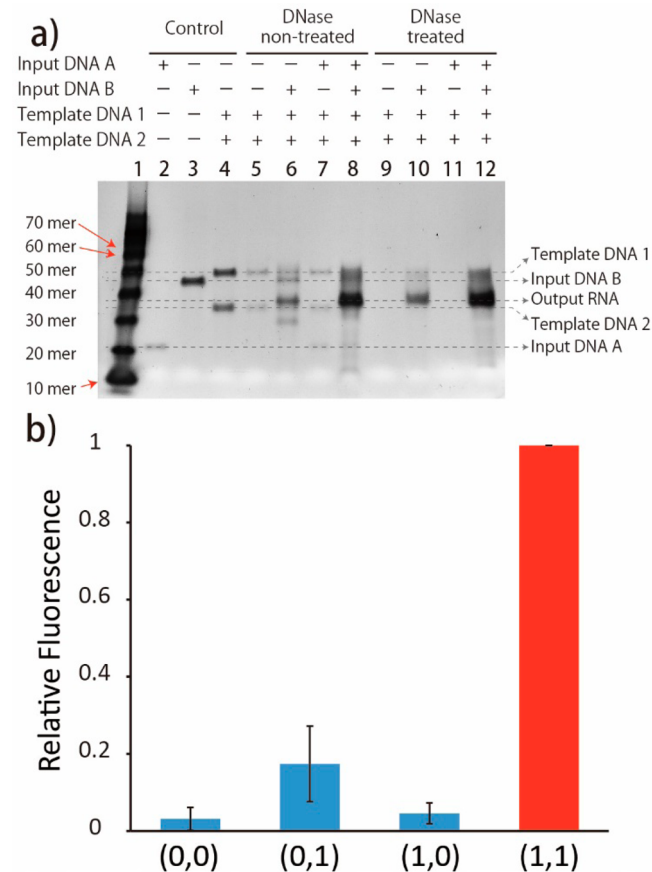 a)
Control
DNase non-treated
DNase treated
Input DNA A + − − − − + + − − + +
Input DNA B − + − − + − + − + − +
Template DNA 1 − − + + + + + + + + +
Template DNA 2 − − + + + + + + + + +
1 2 3 4 5 6 7 8 9 10 11 12
70 mer
60 mer
50 mer
40 mer
30 mer
20 mer
10 mer
Template DNA 1
Input DNA B
Output RNA
Template DNA 2
Input DNA A
b)
Relative Fluorescence
1
0.8
0.6
0.4
0.2
0
(0,0) (0,1) (1,0) (1,1)